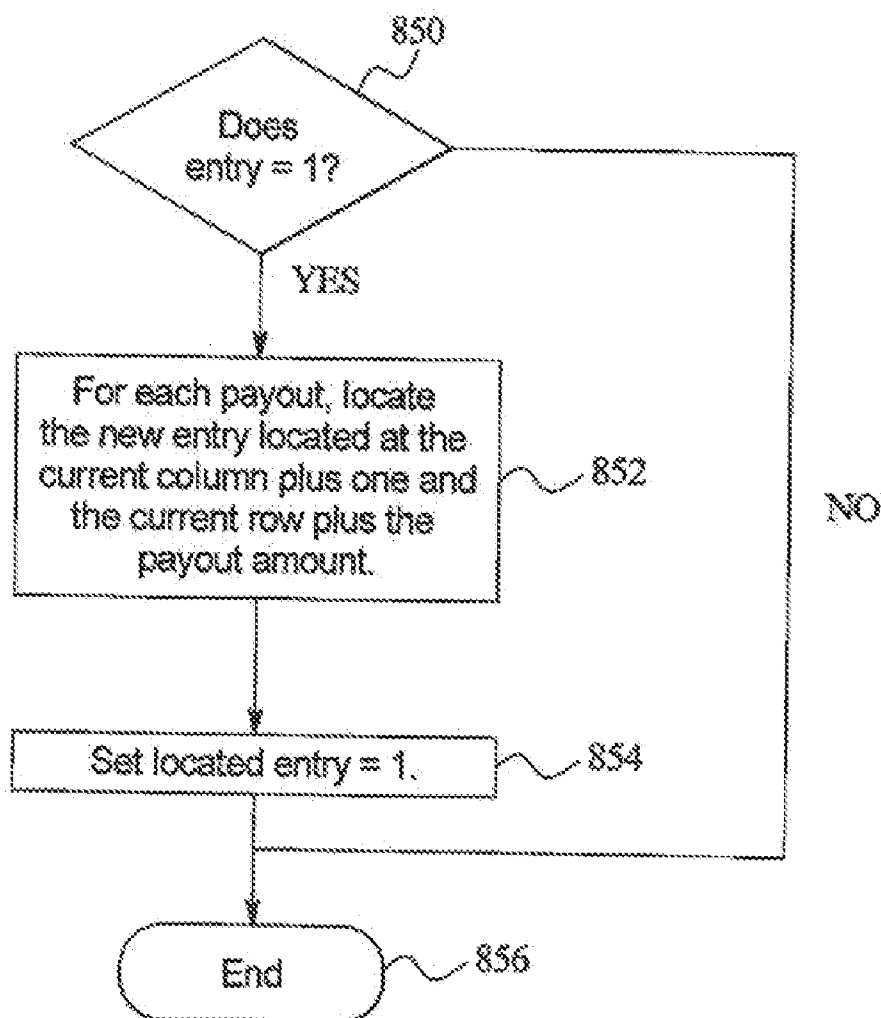 850
Does
entry = 1?
YES
For each payout, locate
the new entry located at the
current column plus one and
the current row plus the
payout amount.
852
NO
Set located entry = 1.
854
End
856